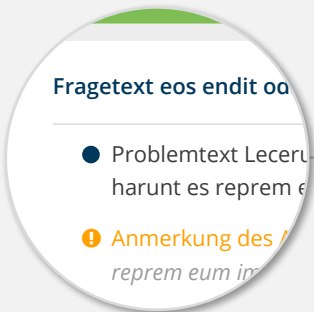 Fragetext eos endit od
Problemtext Leceru
harunt es reprem e
Anmerkung des A
reprem eum im